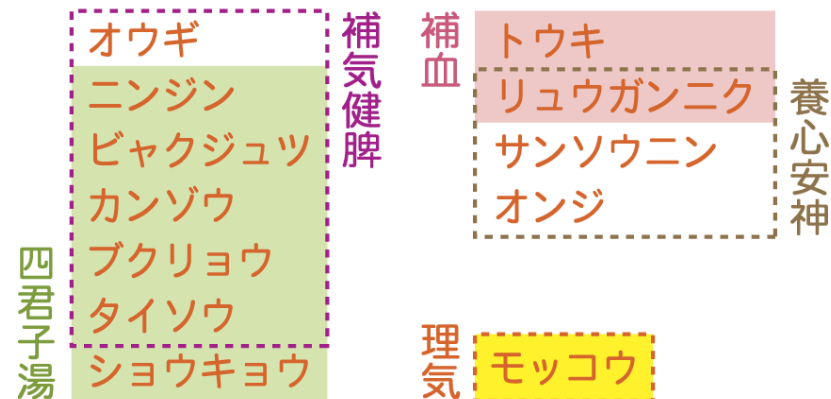 オウギ
ニンジン
ビャクジュツ
カンゾウ
ブクリョウ
タイソウ
ショウキョウ
補気健脾
四君子湯
補血
トウキ
リュウガンニク
サンソウニン
オンジ
養心安神
理気
モッコウ